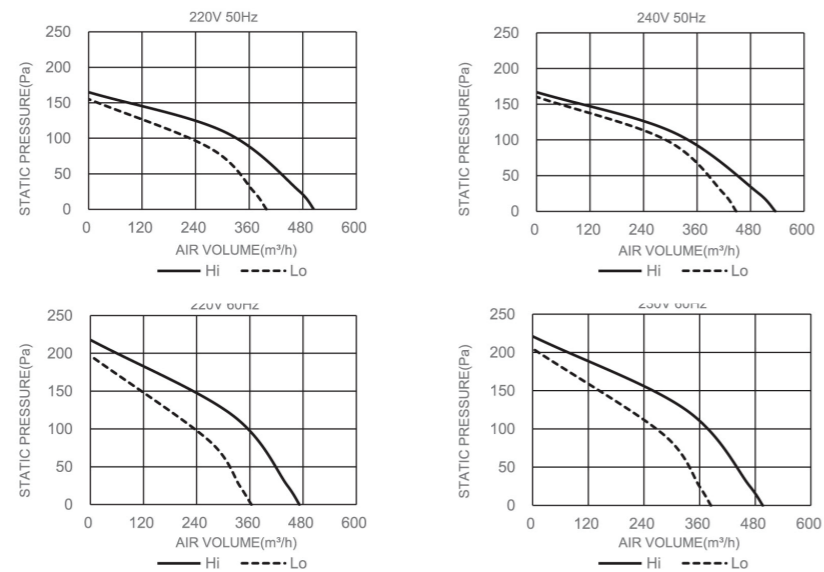 220V 50Hz
250
200
150
100
50
0
STATIC PRESSURE(Pa)
0 120 240 360 480 600
AIR VOLUME(m³/h)
Hi Lo
240V 50Hz
250
200
150
100
50
0
STATIC PRESSURE(Pa)
0 120 240 360 480 600
AIR VOLUME(m³/h)
Hi Lo
220V 60Hz
250
200
150
100
50
0
STATIC PRESSURE(Pa)
0 120 240 360 480 600
AIR VOLUME(m³/h)
Hi Lo
230V 60Hz
250
200
150
100
50
0
STATIC PRESSURE(Pa)
0 120 240 360 480 600
AIR VOLUME(m³/h)
Hi Lo